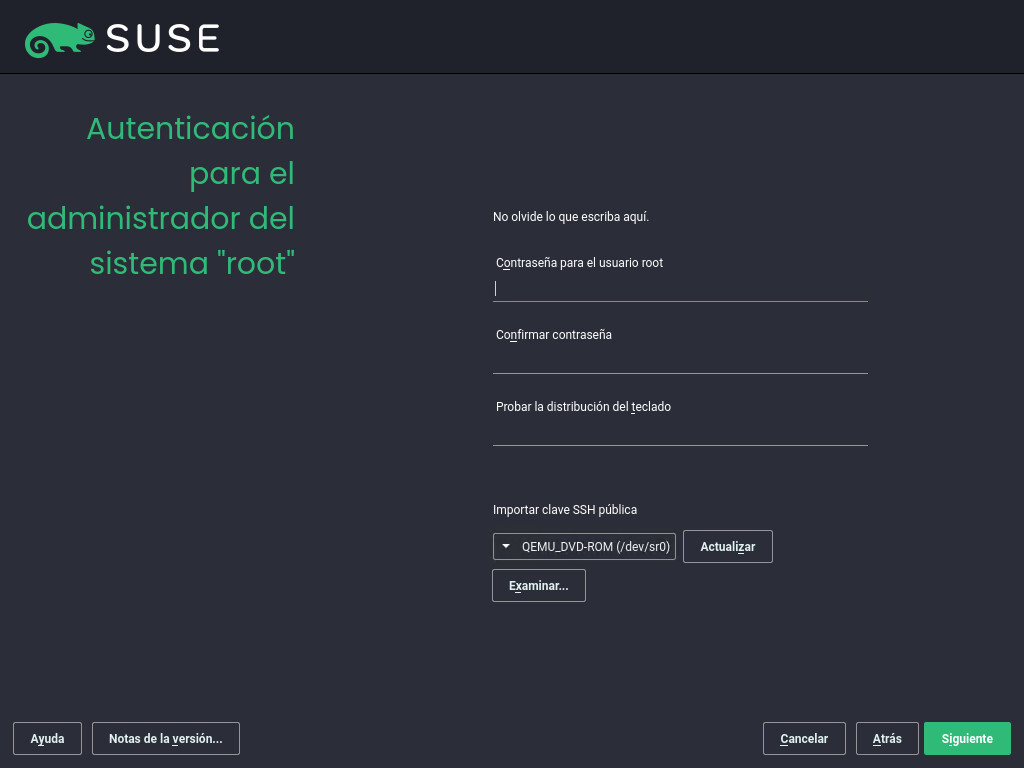 SUSE
Autenticación
para el
administrador del
sistema "root"
No olvide lo que escriba aquí.
Contraseña para el usuario root
Confirmar contraseña
Probar la distribución del teclado
Importar clave SSH pública
QEMU_DVD-ROM (/dev/sr0) Actualizar
Examinar...
Ayuda Notas de la versión... Cancelar Atrás Siguiente